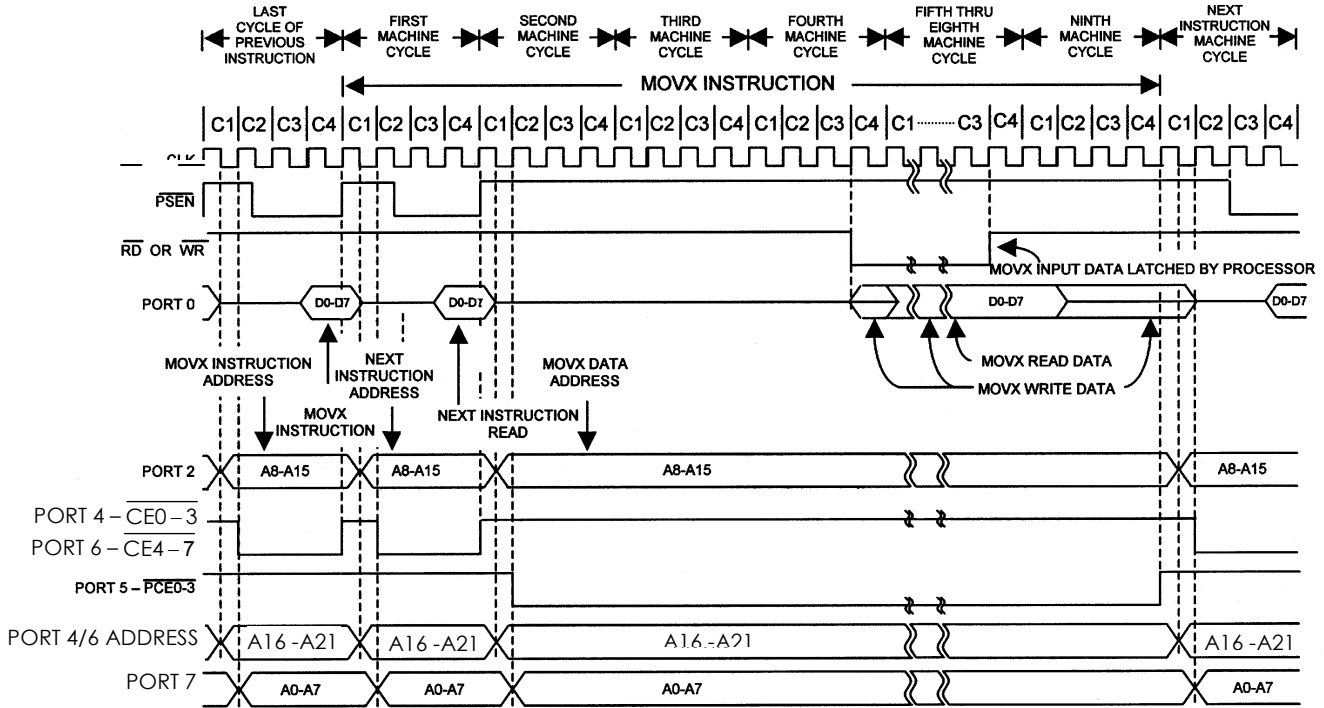 LAST CYCLE OF PREVIOUS INSTRUCTION
FIRST MACHINE CYCLE
SECOND MACHINE CYCLE
THIRD MACHINE CYCLE
FOURTH MACHINE CYCLE
FIFTH THRU EIGHTH MACHINE CYCLE
NINTH MACHINE CYCLE
NEXT INSTRUCTION MACHINE CYCLE
MOVX INSTRUCTION
C1 C2 C3 C4 C1 C2 C3 C4 C1 C2 C3 C4 C1 C2 C3 C4 C1 C2 C3 C4 C1 ........ C3 C4 C1 C2 C3 C4 C1 C2 C3 C4
PSEN
RD OR WR
MOVX INPUT DATA LATCHED BY PROCESSOR
PORT 0 D0-D7 D0-D7 D0-D7 D0-D7
MOVX INSTRUCTION ADDRESS
NEXT INSTRUCTION ADDRESS
MOVX DATA ADDRESS
MOVX READ DATA
MOVX WRITE DATA
MOVX INSTRUCTION
NEXT INSTRUCTION READ
PORT 2 A8-A15 A8-A15 A8-A15 A8-A15
PORT 4 – CE0 – 3
PORT 6 – CE4 – 7
PORT 5 – PCE0-3
PORT 4/6 ADDRESS A16 -A21 A16 -A21 A16 -A21 A16 -A21
PORT 7 A0-A7 A0-A7 A0-A7 A0-A7